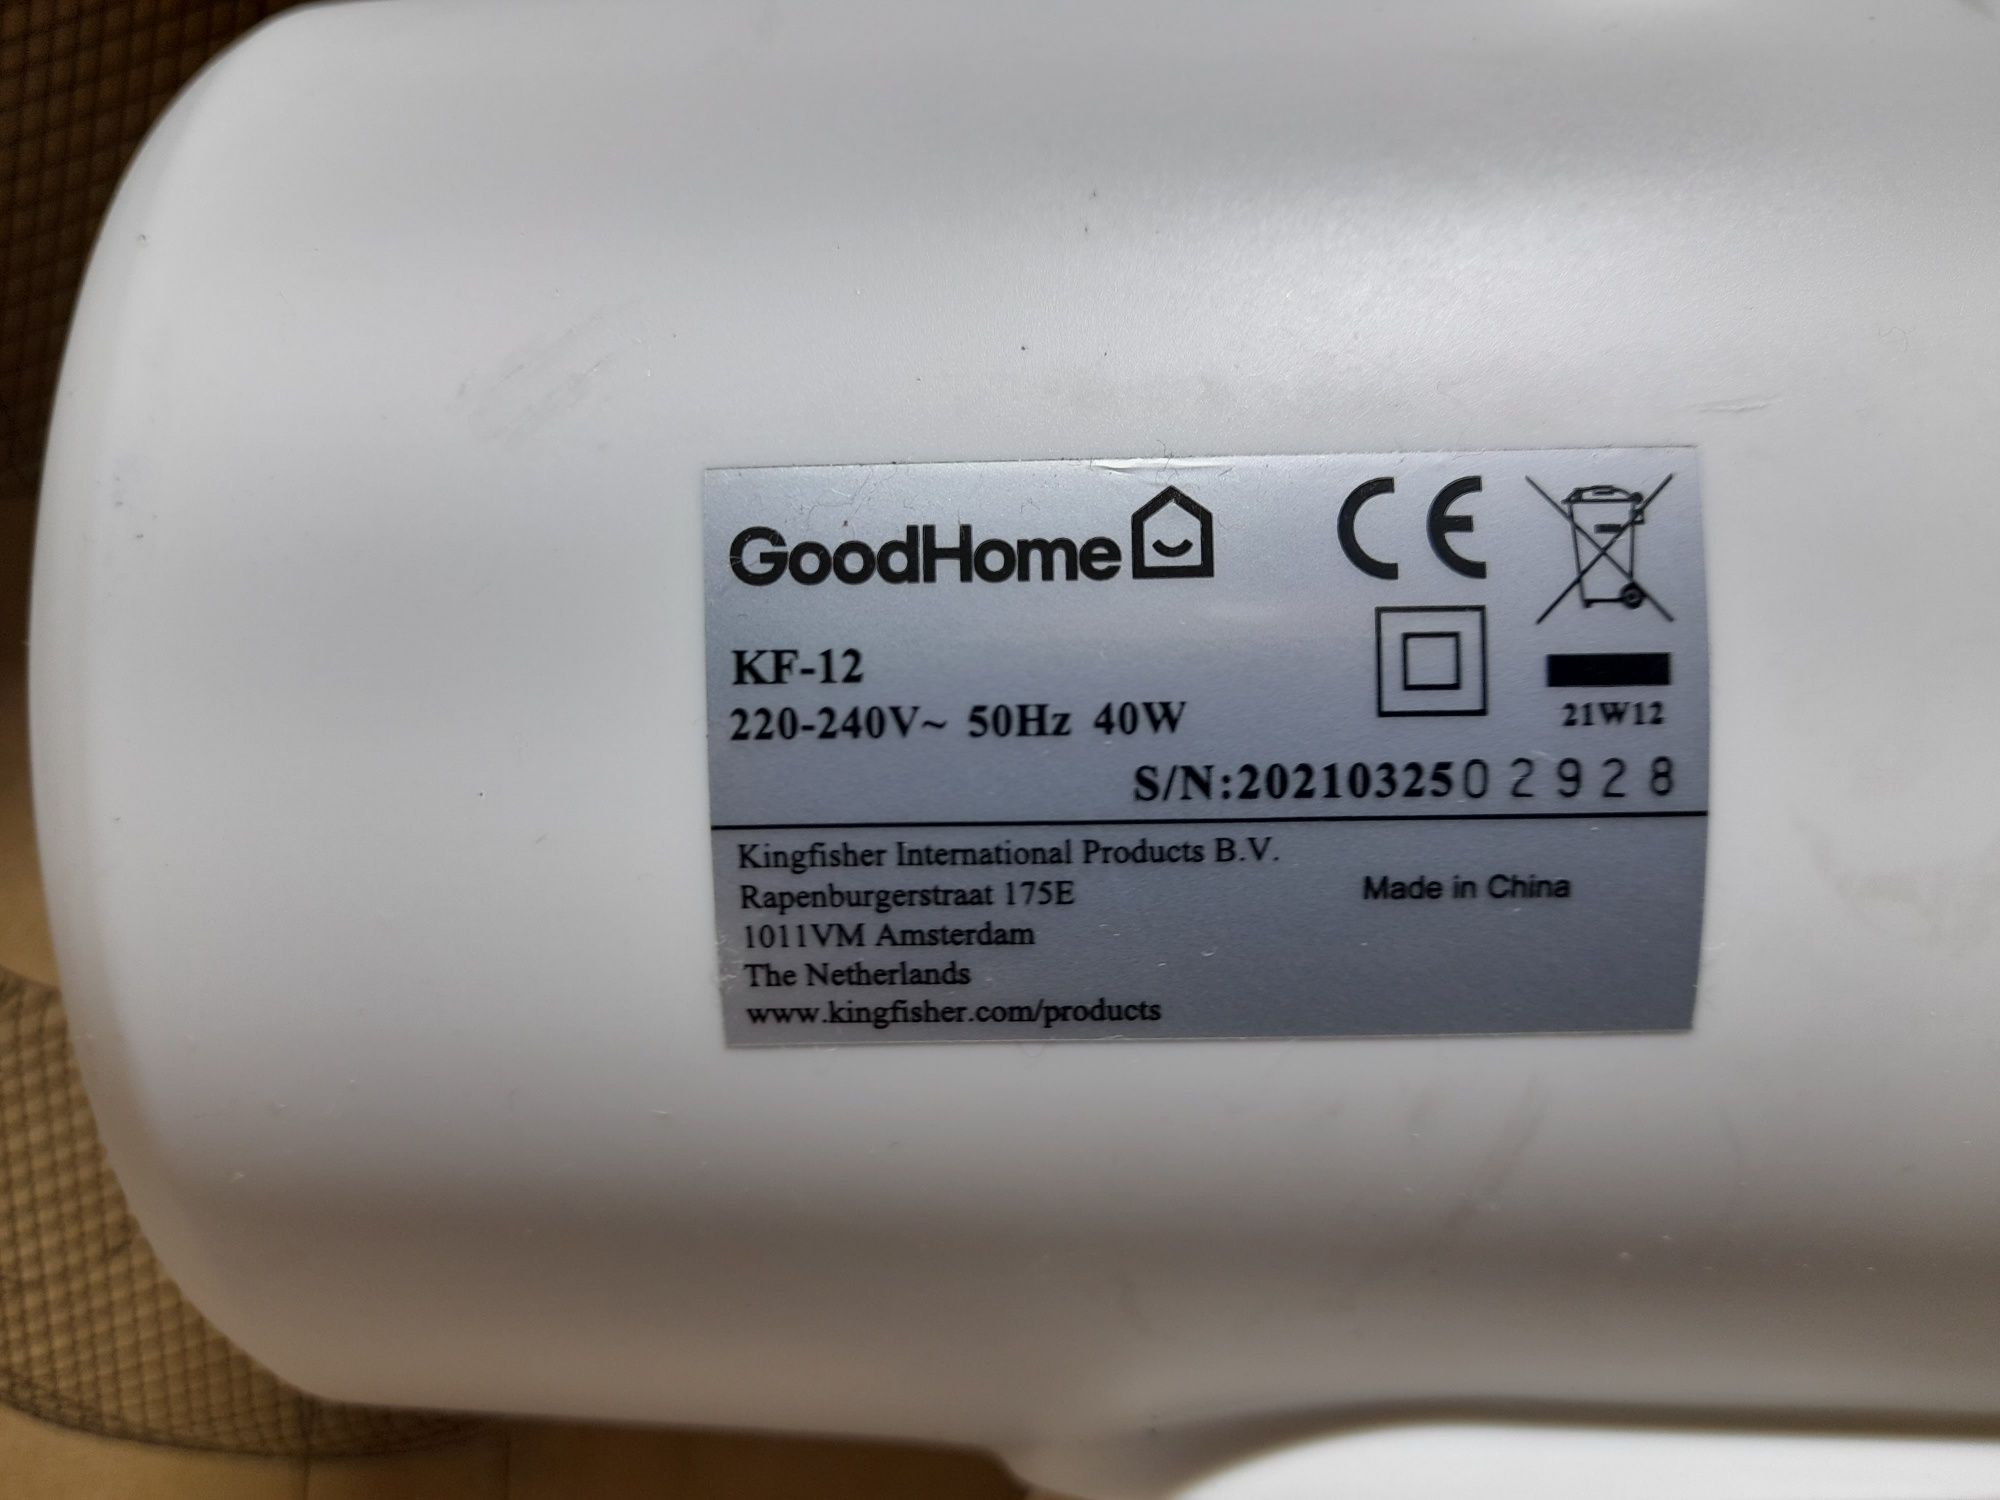 GoodHome
CE
KF-12
220-240V~ 50Hz 40W
21W12
S/N:2021032502928
Kingfisher International Products B.V.
Rapenburgerstraat 175E
Made in China
1011VM Amsterdam
The Netherlands
www.kingfisher.com/products